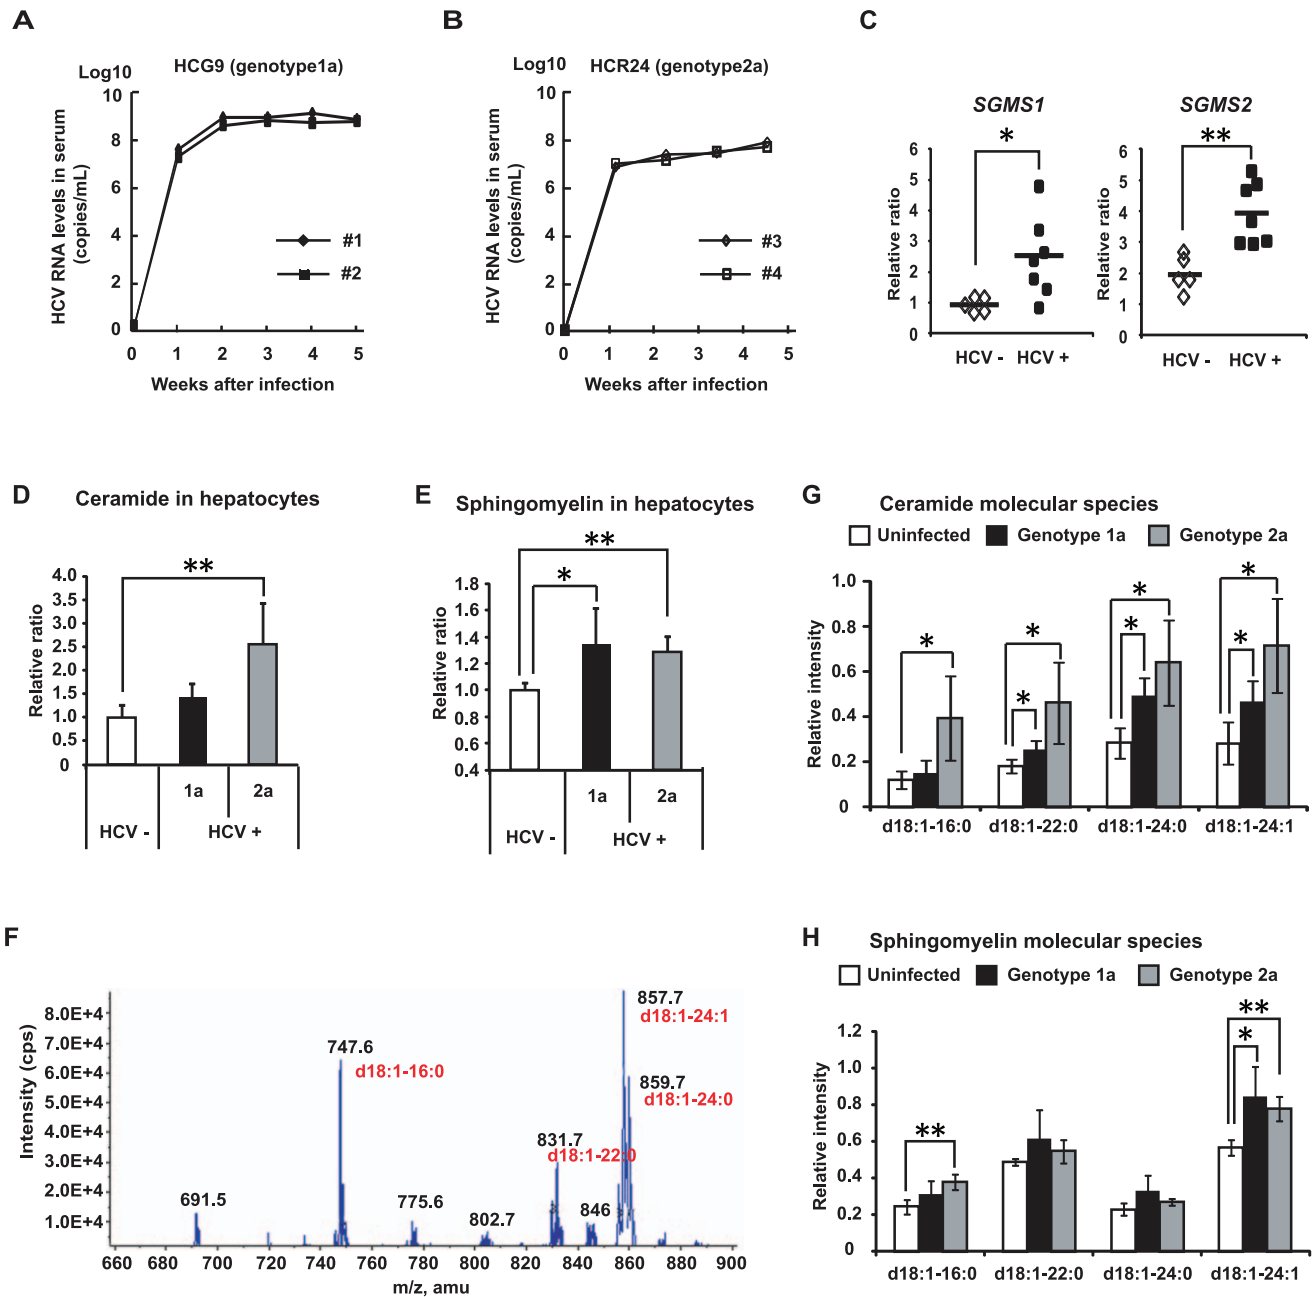 A
Log10
HCG9 (genotype1a)
HCV RNA levels in serum
(copies/mL)
10
8
6
4
2
0
#1
#2
0 1 2 3 4 5
Weeks after infection
B
Log10
HCR24 (genotype2a)
HCV RNA levels in serum
(copies/mL)
10
8
6
4
2
0
#3
#4
0 1 2 3 4 5
Weeks after infection
C
SGMS1
*
Relative ratio
6
5
4
3
2
1
0
HCV - HCV +
SGMS2
**
Relative ratio
6
5
4
3
2
1
0
HCV - HCV +
D
Ceramide in hepatocytes
**
Relative ratio
4.0
3.5
3.0
2.5
2.0
1.5
1.0
0.5
0
1a 2a
HCV - HCV +
E
Sphingomyelin in hepatocytes
**
*
Relative ratio
1.8
1.6
1.4
1.2
1.0
0.8
0.6
0.4
1a 2a
HCV - HCV +
G
Ceramide molecular species
Uninfected Genotype 1a Genotype 2a
Relative intensity
1.0
0.8
0.6
0.4
0.2
0
* * * * * * *
d18:1-16:0 d18:1-22:0 d18:1-24:0 d18:1-24:1
F
Intensity (cps)
8.0E+4
7.0E+4
6.0E+4
5.0E+4
4.0E+4
3.0E+4
2.0E+4
1.0E+4
691.5
747.6
d18:1-16:0
775.6
802.7
831.7
d18:1-22:0
846
857.7
d18:1-24:1
859.7
d18:1-24:0
660 680 700 720 740 760 780 800 820 840 860 880 900
m/z, amu
H
Sphingomyelin molecular species
Uninfected Genotype 1a Genotype 2a
Relative intensity
1.2
1.0
0.8
0.6
0.4
0.2
0
** ** *
d18:1-16:0 d18:1-22:0 d18:1-24:0 d18:1-24:1